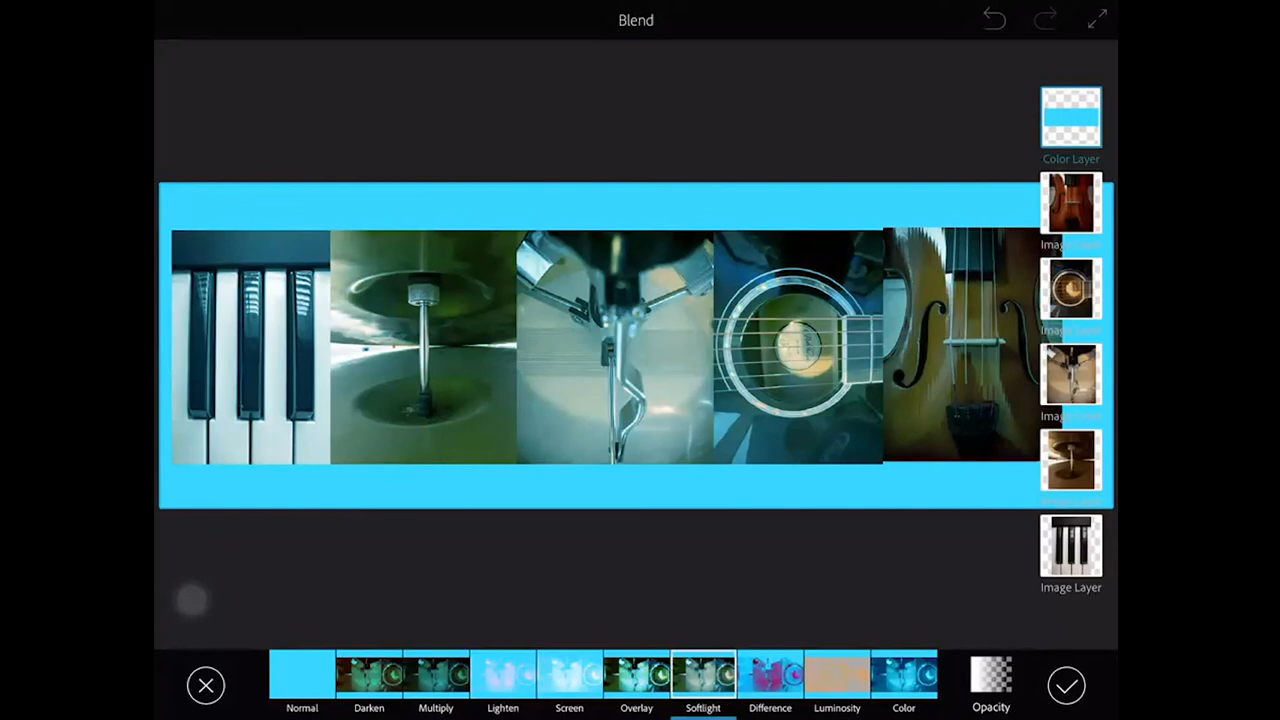 Blend
Color Layer
Image Layer
Normal
Darken
Multiply
Lighten
Screen
Overlay
Softlight
Difference
Luminosity
Color
Opacity